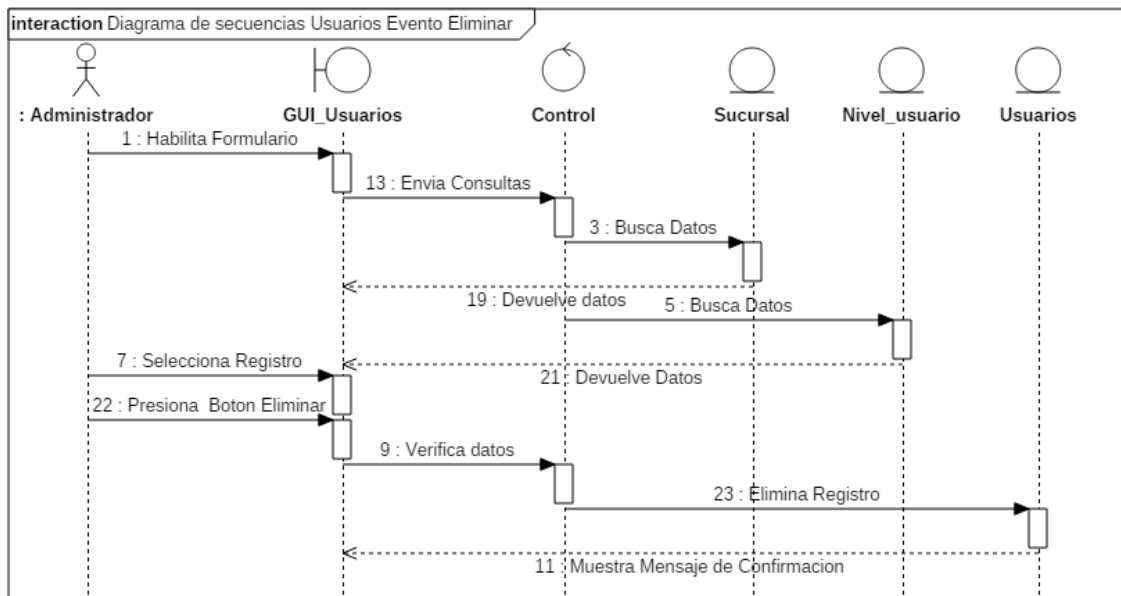 interaction Diagrama de secuencias Usuarios Evento Eliminar
: Administrador
GUI_Usuarios
Control
Sucursal
Nivel_usuario
Usuarios
1 : Habilita Formulario
13 : Envia Consultas
3 : Busca Datos
19 : Devuelve datos
5 : Busca Datos
7 : Selecciona Registro
21 : Devuelve Datos
22 : Presiona  Boton Eliminar
9 : Verifica datos
23 : Elimina Registro
11 : Muestra Mensaje de Confirmacion